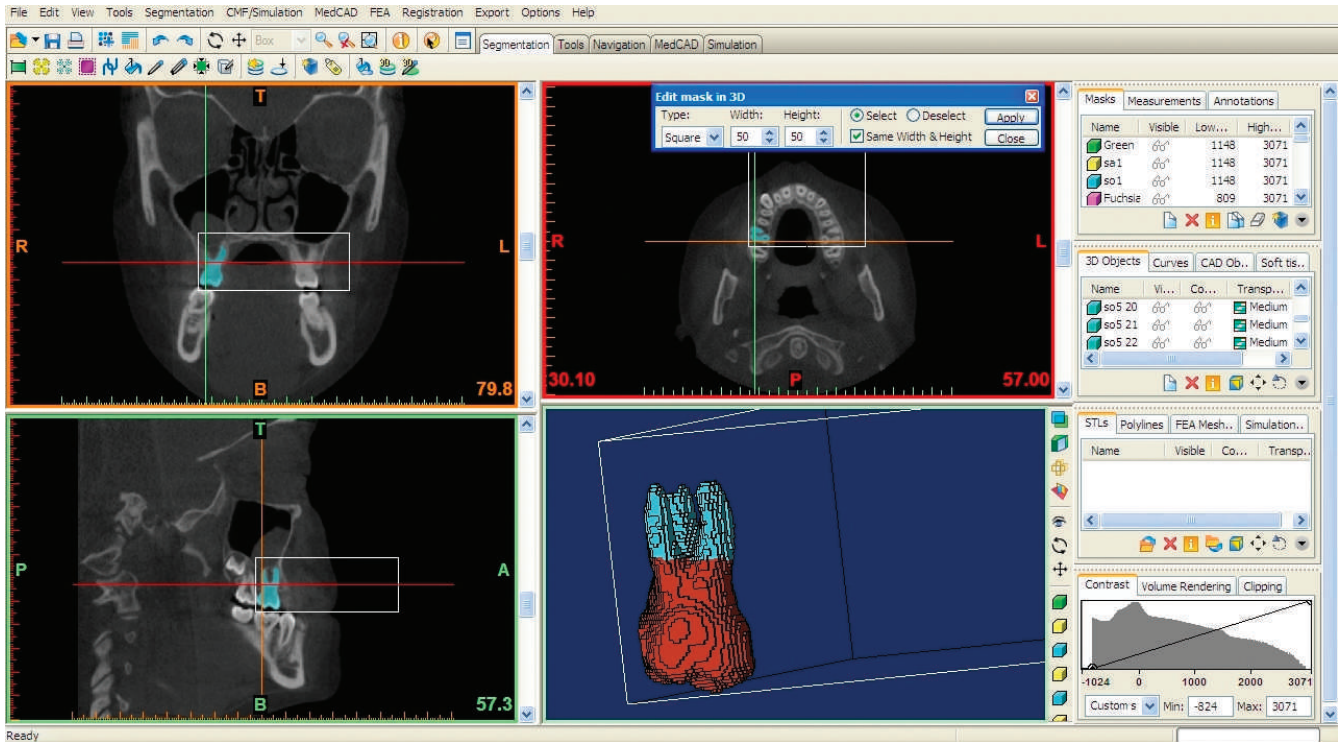 File Edit View Tools Segmentation CMF/Simulation MedCAD FEA Registration Export Options Help
Box
Segmentation Tools Navigation MedCAD Simulation
T
R
L
B
79.8
Edit mask in 3D
Type: Width: Height: Select Deselect Apply
Square 50 50 Same Width & Height Close
R
L
30.10
P
57.00
T
P
A
B
57.3
Masks Measurements Annotations
Name Visible Low... High...
Green 1148 3071
sa1 1148 3071
so1 1148 3071
Fuchsie 809 3071
3D Objects Curves CAD Ob.. Soft tis..
Name Vi... Co... Transp...
so5 20 Medium
so5 21 Medium
so5 22 Medium
STLs Polylines FEA Mesh.. Simulation..
Name Visible Co... Transp..
Contrast Volume Rendering Clipping
-1024 0 1000 2000 3071
Custom s Min: -824 Max: 3071
Ready